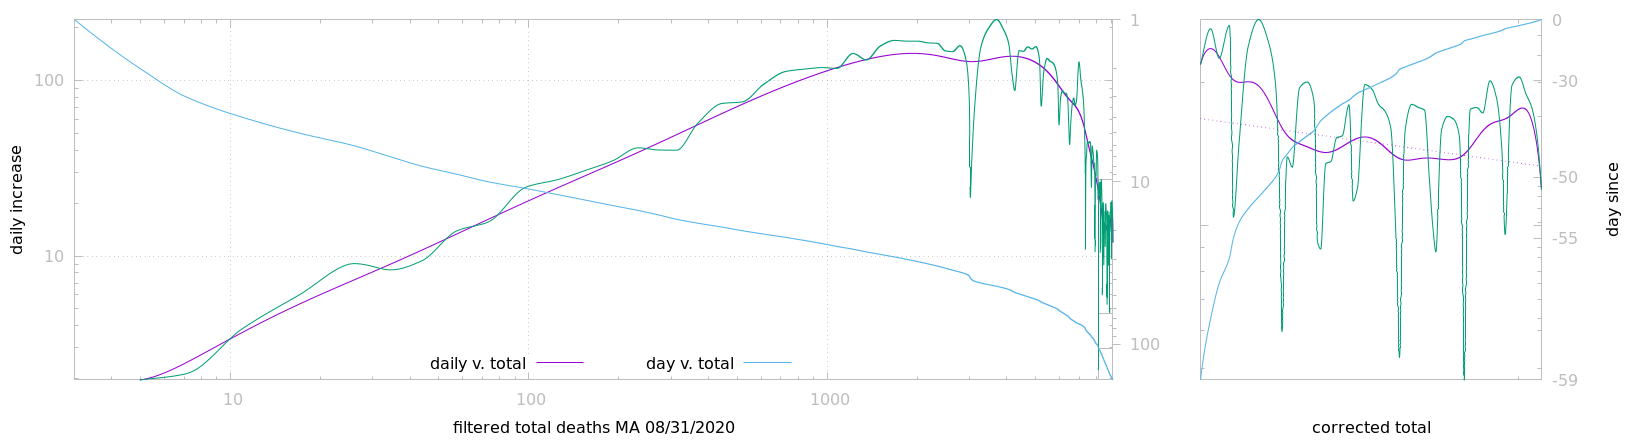 daily increase
100
10
daily v. total
day v. total
10
100
1000
filtered total deaths MA 08/31/2020
1
10
100
0
-30
-50
-55
-59
day since
corrected total